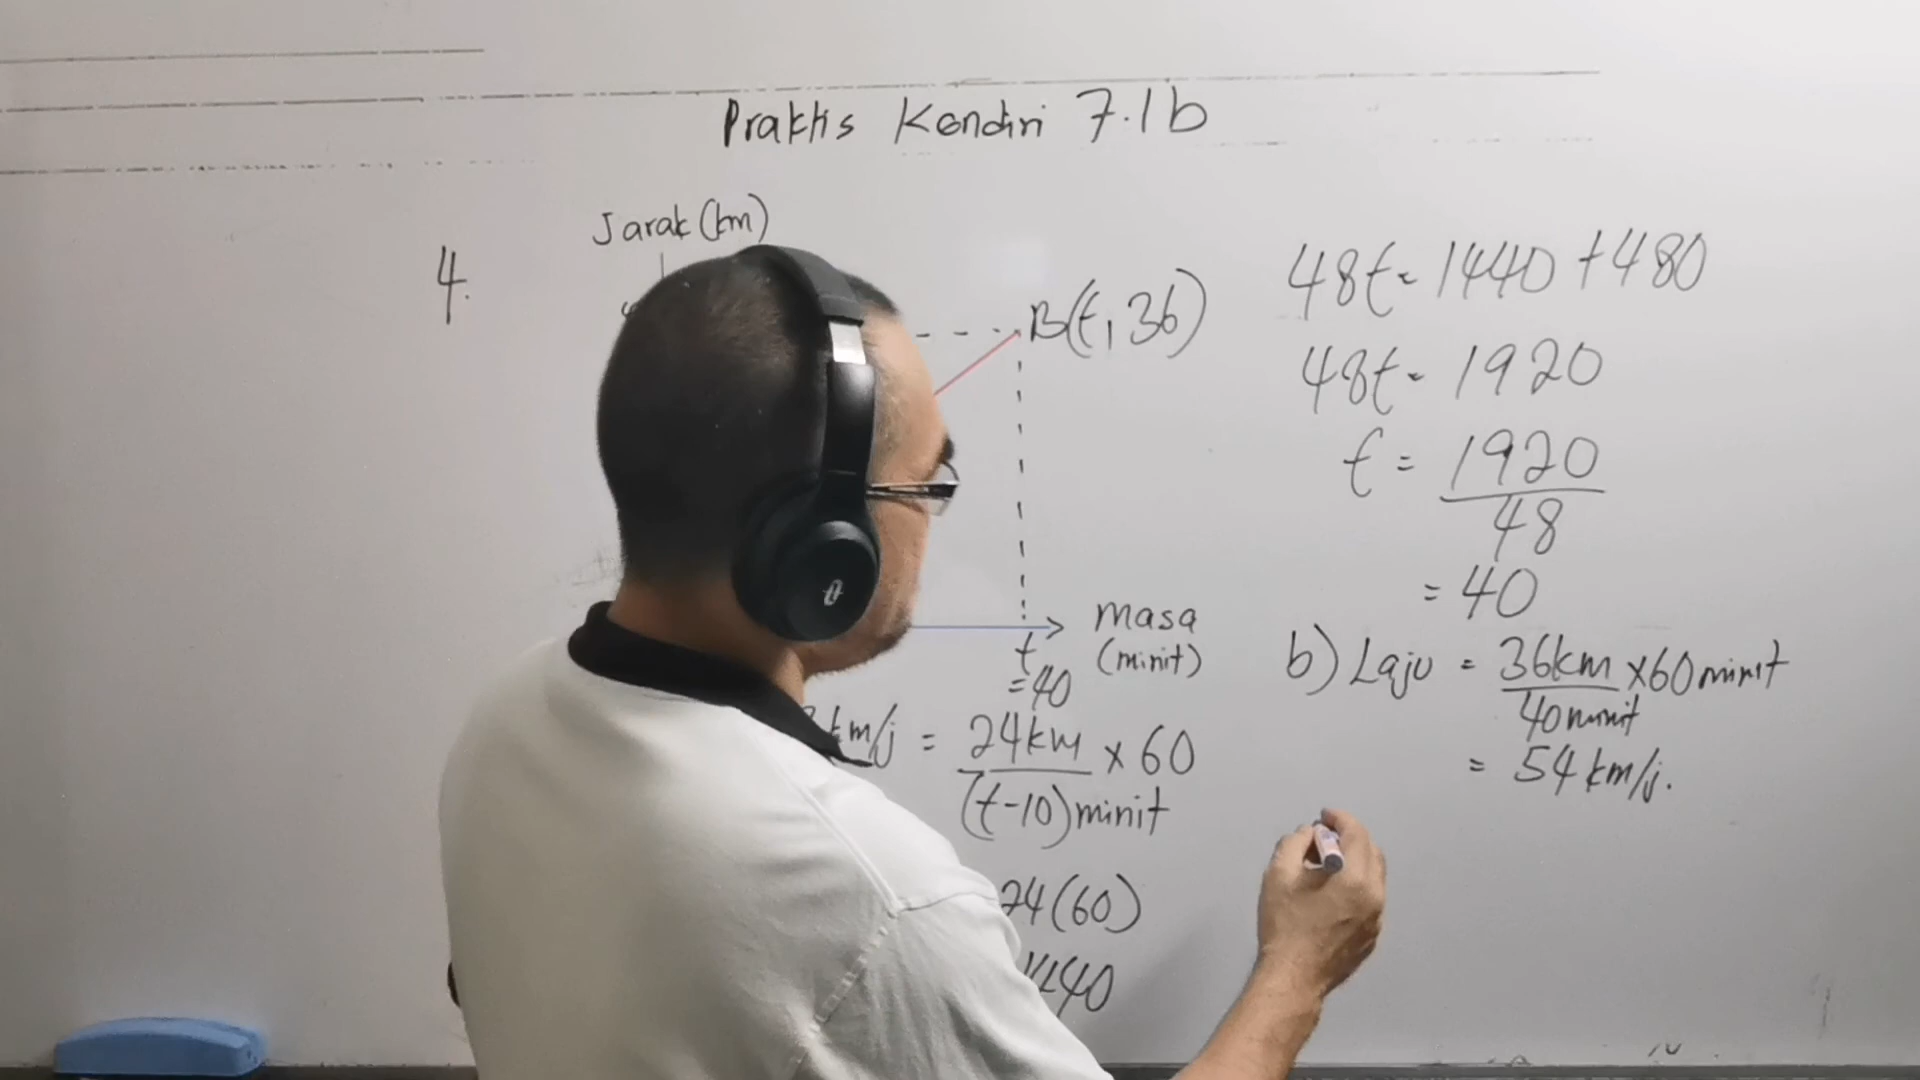 Praktis Kendiri 7.1b
4.
Jarak (km)
B(t, 36)
masa
(minit)
t
=40
km/j = 24km × 60
(t-10)minit
24(60)
48t = 1440 + 480
48t = 1920
t = 1920
48
= 40
b) Laju = 36km × 60 minit
40 minit
= 54 km/j.